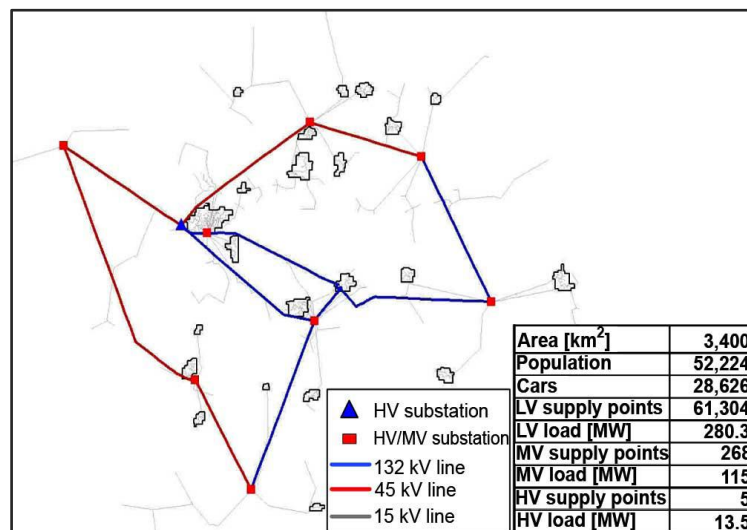 HV substation
HV/MV substation
132 kV line
45 kV line
15 kV line
Area [km²] 3,400
Population 52,224
Cars 28,626
LV supply points 61,304
LV load [MW] 280.3
MV supply points 268
MV load [MW] 115
HV supply points 5
HV load [MW] 13.5